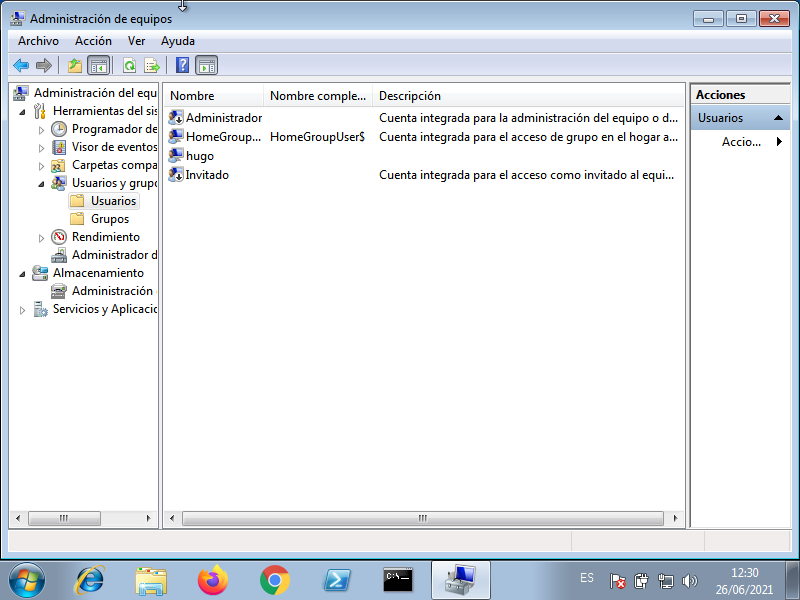 Administración de equipos
Archivo Acción Ver Ayuda
Administración del equ
Herramientas del sis
Programador de
Visor de eventos
Carpetas compa
Usuarios y grupo
Usuarios
Grupos
Rendimiento
Administrador d
Almacenamiento
Administración
Servicios y Aplicacio
Nombre Nombre comple... Descripción
Administrador Cuenta integrada para la administración del equipo o d...
HomeGroup... HomeGroupUser$ Cuenta integrada para el acceso de grupo en el hogar a...
hugo
Invitado Cuenta integrada para el acceso como invitado al equi...
Acciones
Usuarios
Accio...
C:\
ES
12:30
26/06/2021